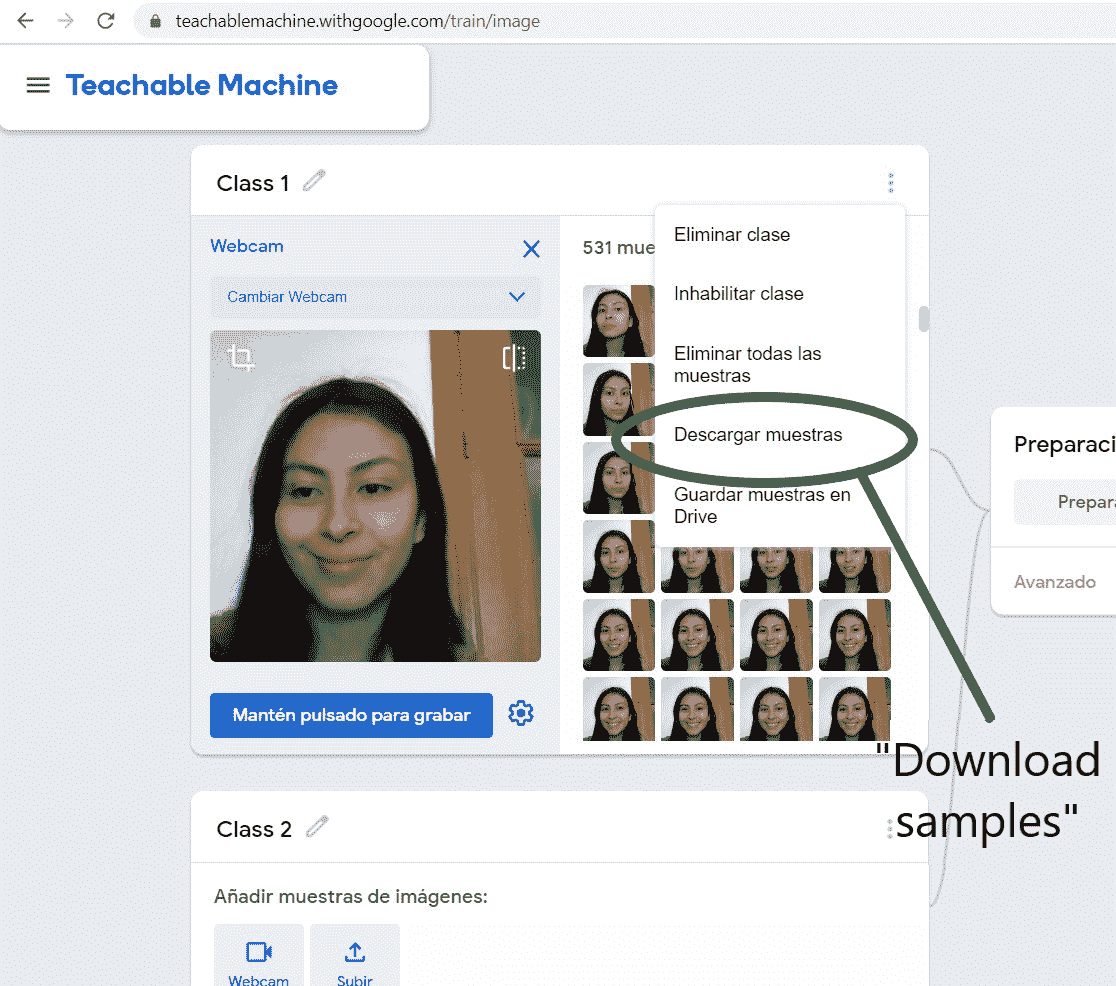 teachablemachine.withgoogle.com/train/image
Teachable Machine
Class 1
Webcam
Cambiar Webcam
Mantén pulsado para grabar
531 mue
Eliminar clase
Inhabilitar clase
Eliminar todas las
muestras
Descargar muestras
Guardar muestras en
Drive
Preparaci
Prepara
Avanzado
"Download
samples"
Class 2
Añadir muestras de imágenes:
Webcam
Subir